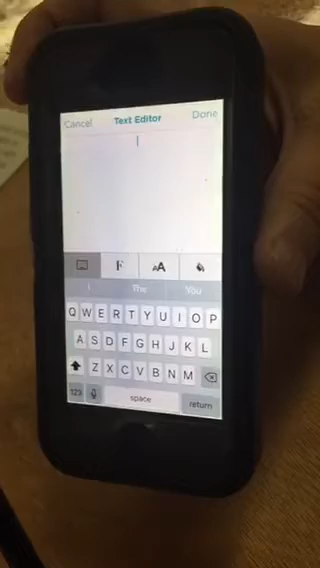 Cancel Text Editor Done
F AA
I The You
Q W E R T Y U I O P
A S D F G H J K L
Z X C V B N M
123 space return